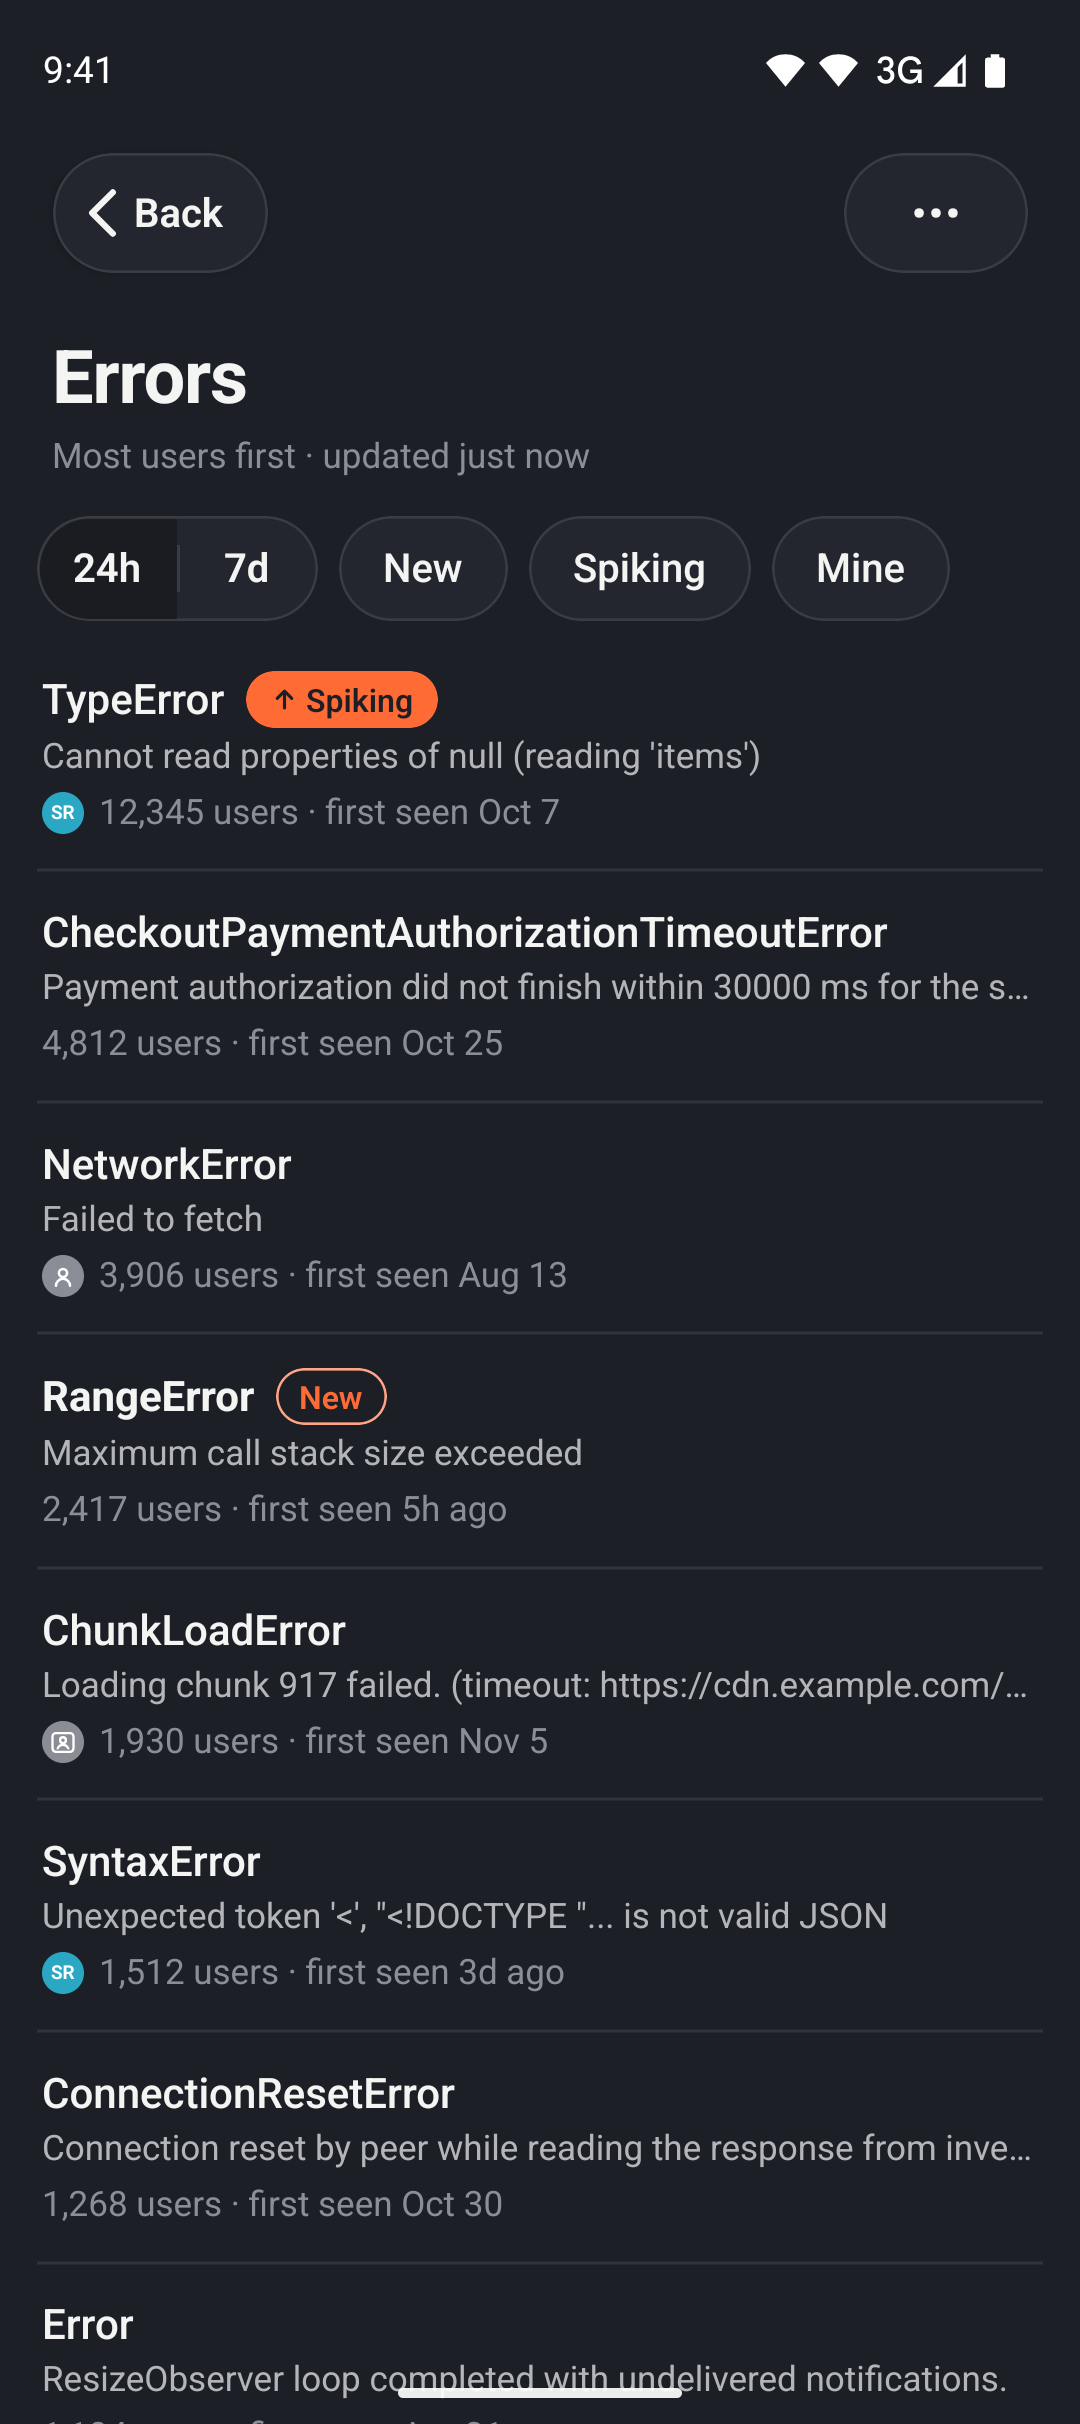 9:41
3G
Back
Errors
Most users first · updated just now
24h
7d
New
Spiking
Mine
TypeError
↑ Spiking
Cannot read properties of null (reading 'items')
SR
12,345 users · first seen Oct 7
CheckoutPaymentAuthorizationTimeoutError
Payment authorization did not finish within 30000 ms for the s…
4,812 users · first seen Oct 25
NetworkError
Failed to fetch
3,906 users · first seen Aug 13
RangeError
New
Maximum call stack size exceeded
2,417 users · first seen 5h ago
ChunkLoadError
Loading chunk 917 failed. (timeout: https://cdn.example.com/…
1,930 users · first seen Nov 5
SyntaxError
Unexpected token '<', "<!DOCTYPE "... is not valid JSON
SR
1,512 users · first seen 3d ago
ConnectionResetError
Connection reset by peer while reading the response from inve…
1,268 users · first seen Oct 30
Error
ResizeObserver loop completed with undelivered notifications.